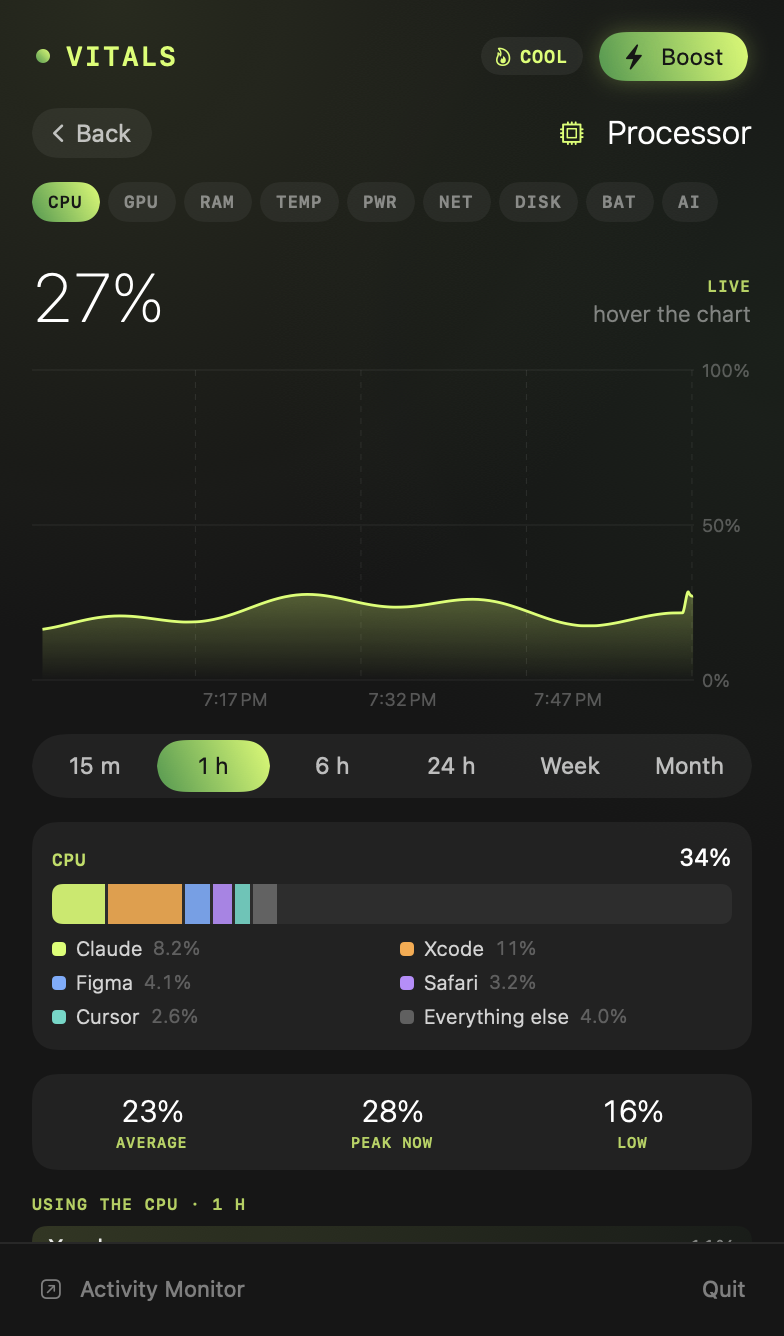 VITALS
COOL
Boost
Back
Processor
CPU GPU RAM TEMP PWR NET DISK BAT AI
27%
LIVE
hover the chart
100%
50%
0%
7:17 PM 7:32 PM 7:47 PM
15 m 1 h 6 h 24 h Week Month
CPU 34%
Claude 8.2% Xcode 11%
Figma 4.1% Safari 3.2%
Cursor 2.6% Everything else 4.0%
23% 28% 16%
AVERAGE PEAK NOW LOW
USING THE CPU · 1 H
Activity Monitor Quit